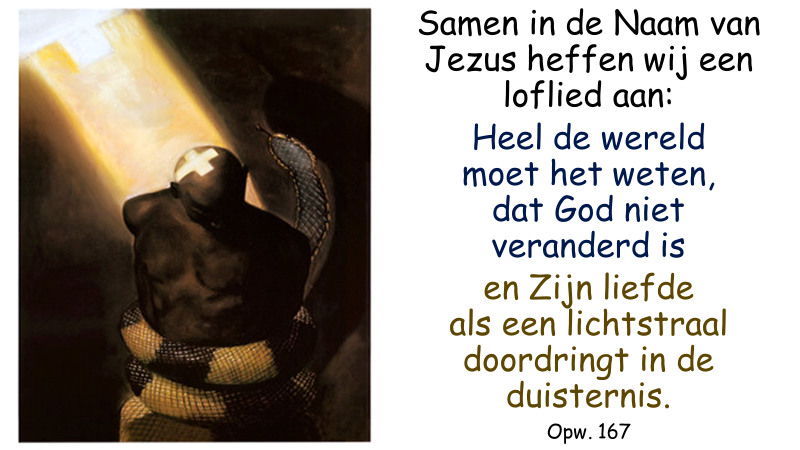 Samen in de Naam van
Jezus heffen wij een
loflied aan:
Heel de wereld
moet het weten,
dat God niet
veranderd is
en Zijn liefde
als een lichtstraal
doordringt in de
duisternis.
Opw. 167